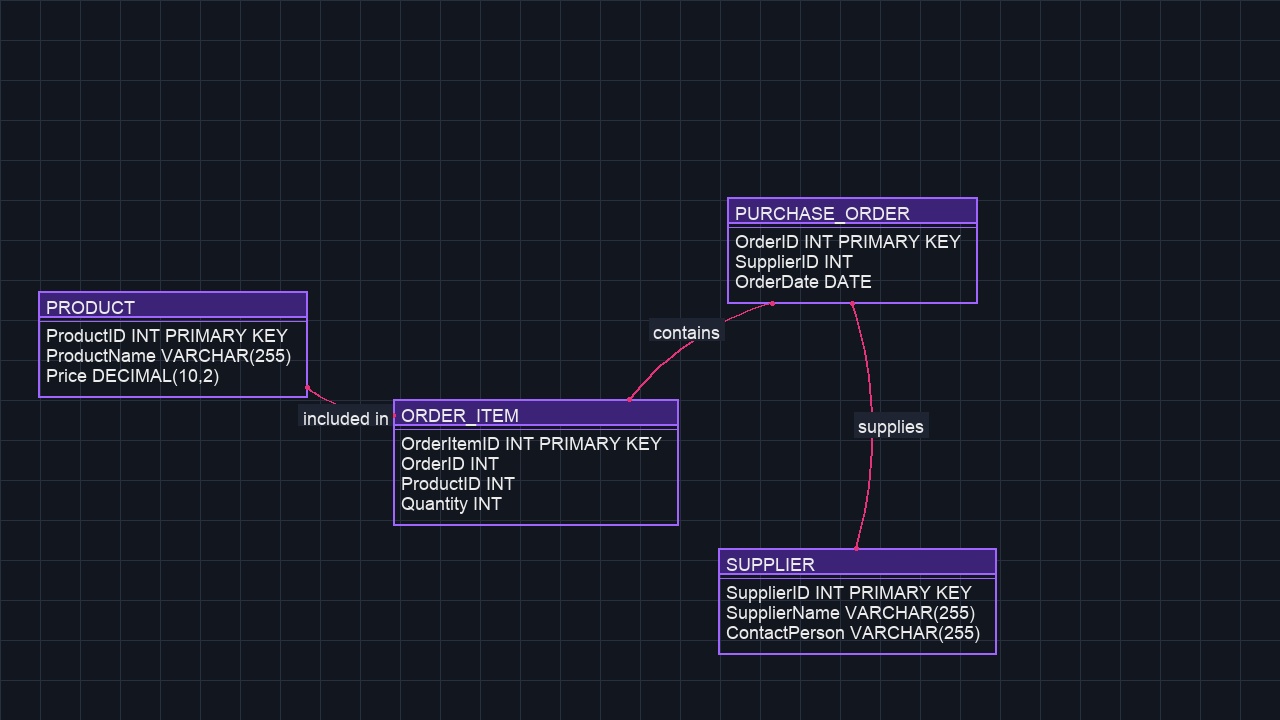 PURCHASE_ORDER
OrderID INT PRIMARY KEY
SupplierID INT
OrderDate DATE
PRODUCT
ProductID INT PRIMARY KEY
ProductName VARCHAR(255)
Price DECIMAL(10,2)
contains
included in
ORDER_ITEM
OrderItemID INT PRIMARY KEY
OrderID INT
ProductID INT
Quantity INT
supplies
SUPPLIER
SupplierID INT PRIMARY KEY
SupplierName VARCHAR(255)
ContactPerson VARCHAR(255)